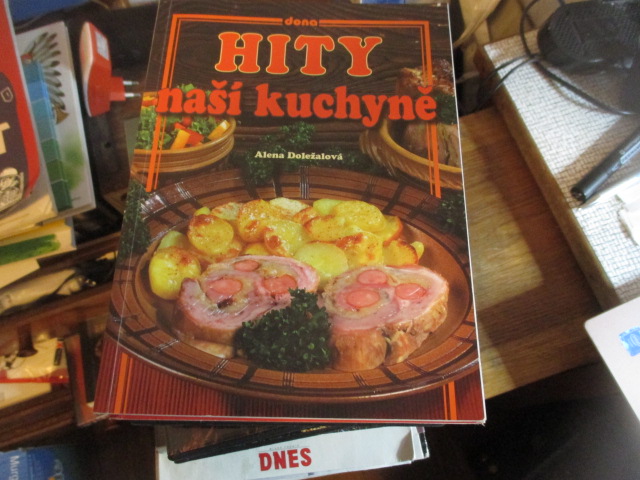 dona
HITY
naší kuchyně
Alena Doležalová
DNES